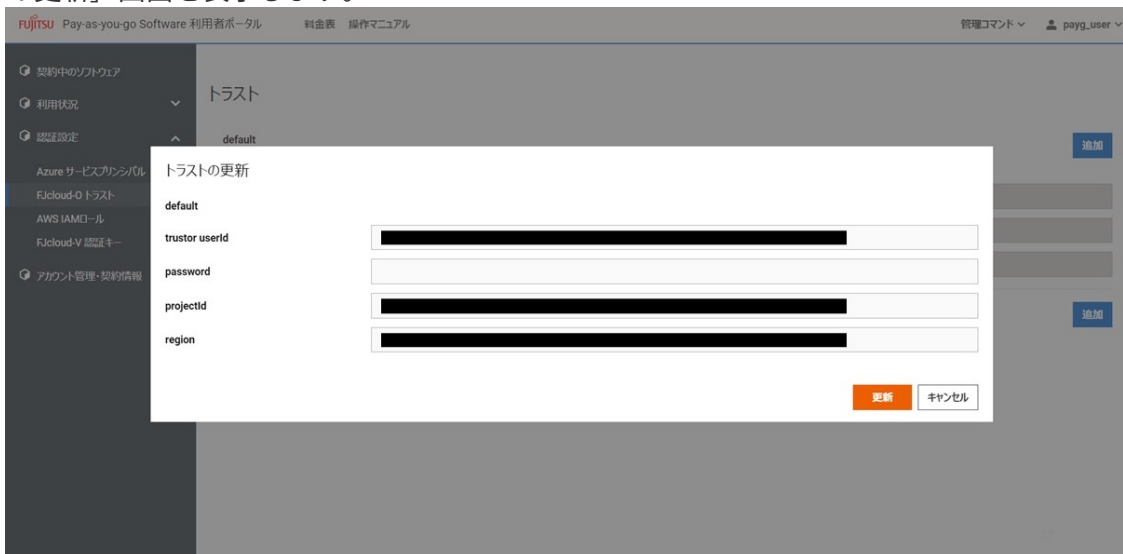 FUJITSU Pay-as-you-go Software 利用者ポータル 料金表 操作マニュアル 管理コマンド payg_user
契約中のソフトウェア
利用状況
認証設定
Azure サービスプリンシパル
FJcloud-O トラスト
AWS IAMロール
FJcloud-V 認証キー
アカウント管理・契約情報
トラスト
default
追加
追加
トラストの更新
default
trustor userId
password
projectId
region
更新 キャンセル